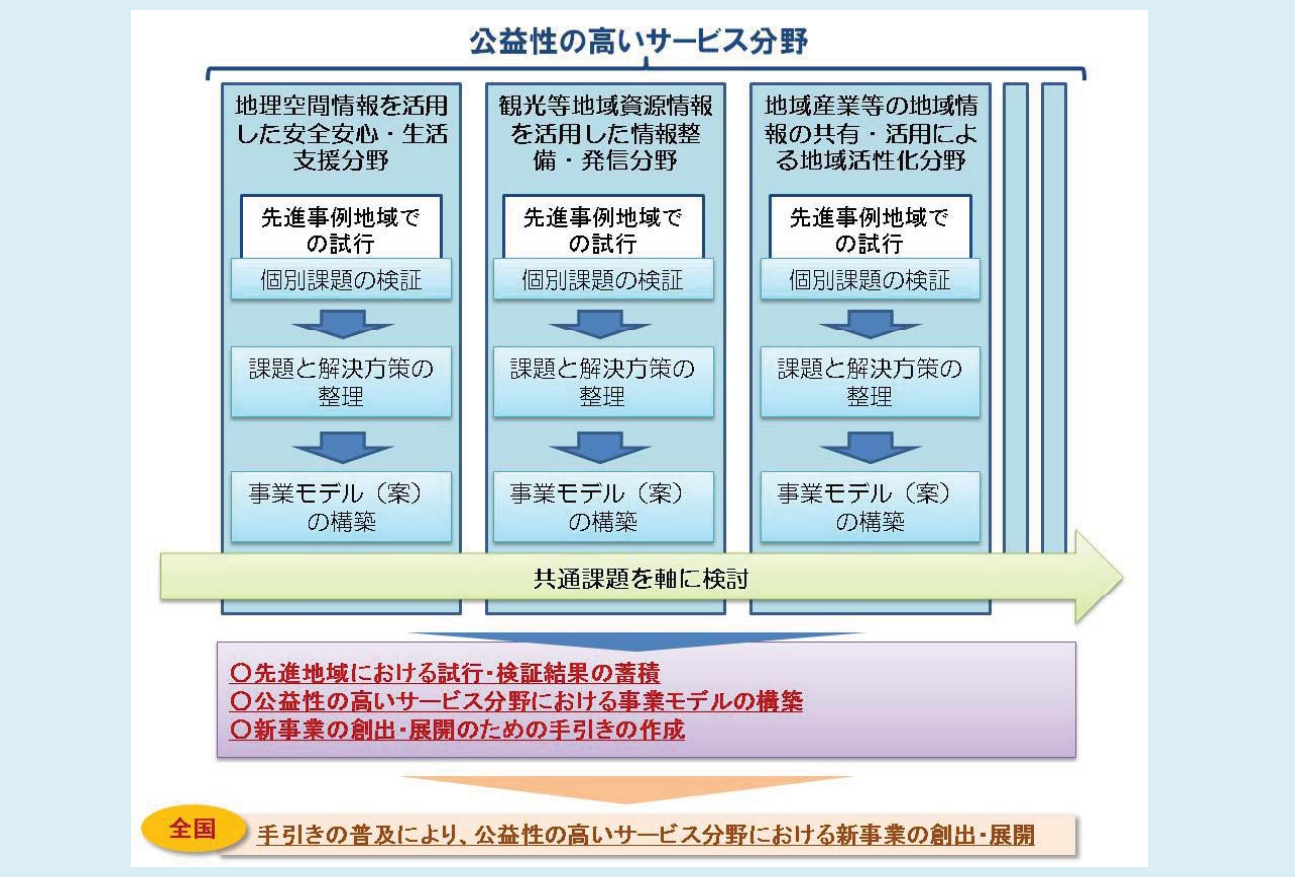 公益性の高いサービス分野
地理空間情報を活用
した安全安心・生活
支援分野
先進事例地域で
の試行
個別課題の検証
課題と解決方策の
整理
事業モデル（案）
の構築
観光等地域資源情報
を活用した情報整
備・発信分野
先進事例地域で
の試行
個別課題の検証
課題と解決方策の
整理
事業モデル（案）
の構築
地域産業等の地域情
報の共有・活用によ
る地域活性化分野
先進事例地域で
の試行
個別課題の検証
課題と解決方策の
整理
事業モデル（案）
の構築
共通課題を軸に検討
〇先進地域における試行・検証結果の蓄積
〇公益性の高いサービス分野における事業モデルの構築
〇新事業の創出・展開のための手引きの作成
全国
手引きの普及により、公益性の高いサービス分野における新事業の創出・展開